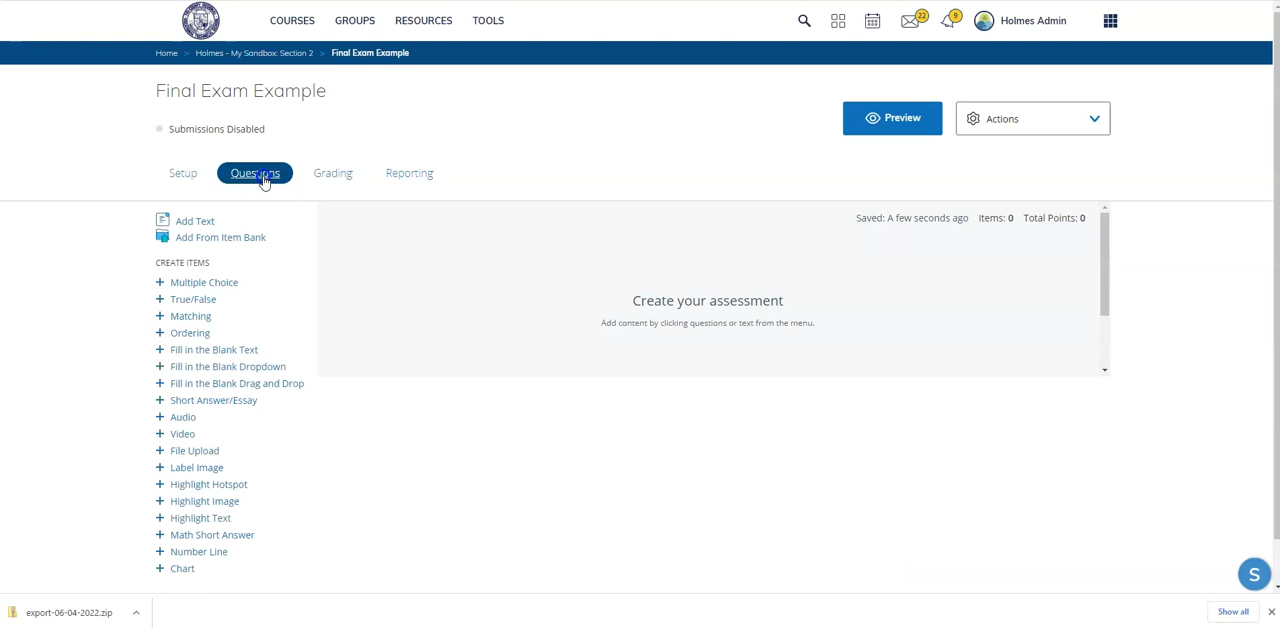 COURSES GROUPS RESOURCES TOOLS 22 9 Holmes Admin
Home > Holmes - My Sandbox: Section 2 > Final Exam Example
Final Exam Example
Submissions Disabled
Preview
Actions
Setup Questions Grading Reporting
Add Text
Add From Item Bank
CREATE ITEMS
+ Multiple Choice
+ True/False
+ Matching
+ Ordering
+ Fill in the Blank Text
+ Fill in the Blank Dropdown
+ Fill in the Blank Drag and Drop
+ Short Answer/Essay
+ Audio
+ Video
+ File Upload
+ Label Image
+ Highlight Hotspot
+ Highlight Image
+ Highlight Text
+ Math Short Answer
+ Number Line
+ Chart
Saved: A few seconds ago Items: 0 Total Points: 0
Create your assessment
Add content by clicking questions or text from the menu.
S
export-06-04-2022.zip
Show all